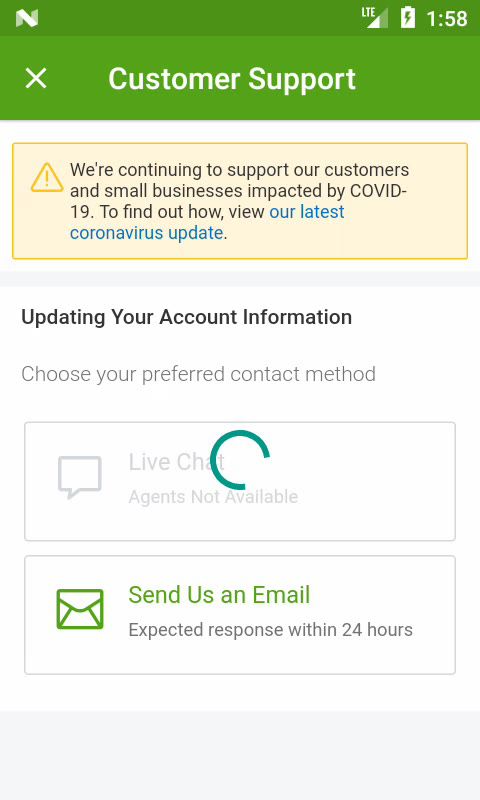 LTE 1:58
Customer Support
We're continuing to support our customers
and small businesses impacted by COVID-
19. To find out how, view our latest
coronavirus update.
Updating Your Account Information
Choose your preferred contact method
Live Chat
Agents Not Available
Send Us an Email
Expected response within 24 hours